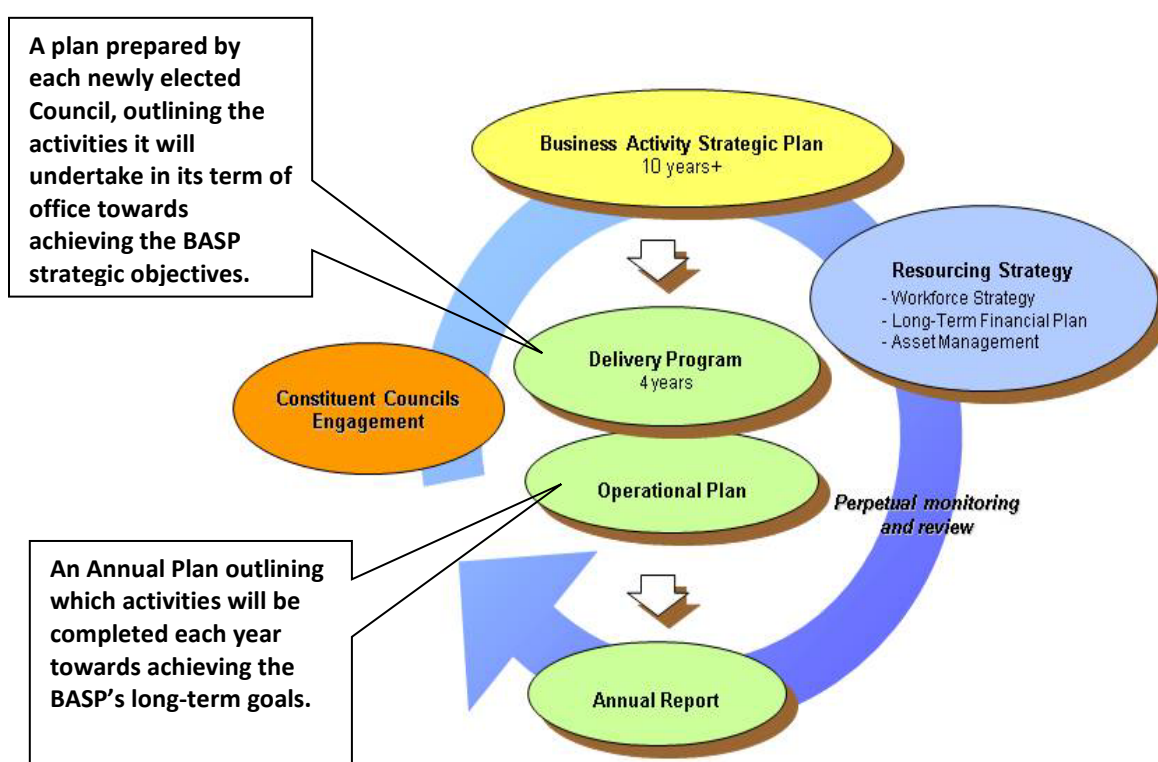 A plan prepared by
each newly elected
Council, outlining the
activities it will
undertake in its term of
office towards
achieving the BASP
strategic objectives.
Business Activity Strategic Plan
10 years+
Resourcing Strategy
- Workforce Strategy
- Long-Term Financial Plan
- Asset Management
Delivery Program
4 years
Constituent Councils
Engagement
Operational Plan
Perpetual monitoring
and review
An Annual Plan outlining
which activities will be
completed each year
towards achieving the
BASP’s long-term goals.
Annual Report